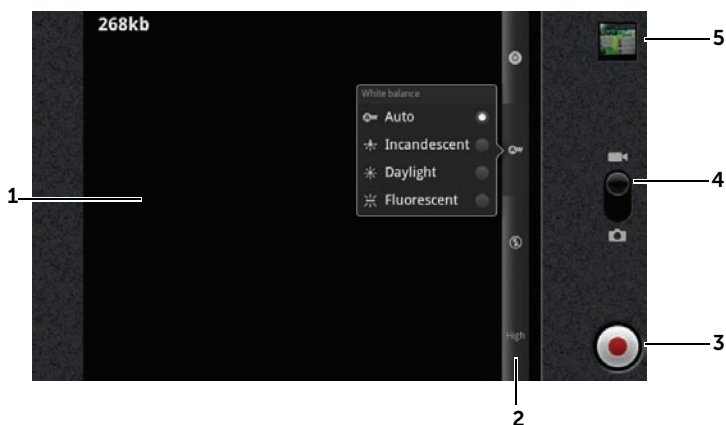 268kb
5
White balance
Auto
Incandescent
Daylight
Fluorescent
4
1
High
3
2